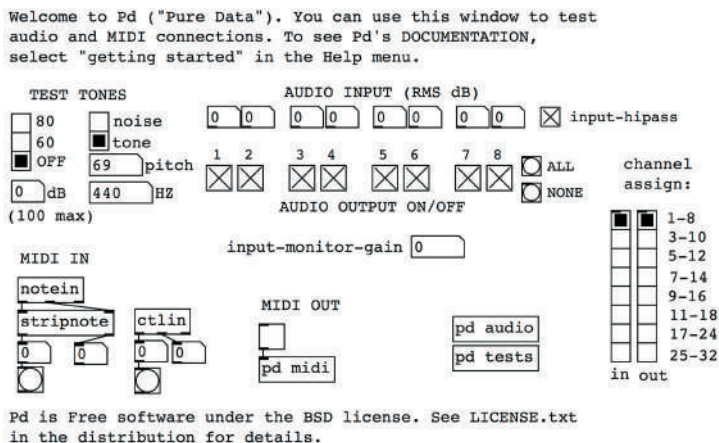 Welcome to Pd ("Pure Data"). You can use this window to test
audio and MIDI connections. To see Pd's DOCUMENTATION,
select "getting started" in the Help menu.
TEST TONES
80
60
OFF
noise
tone
69 pitch
0 dB
440 HZ
(100 max)
AUDIO INPUT (RMS dB)
0 0 0 0 0 0 0 0
input-hipass
1 2 3 4 5 6 7 8
ALL
NONE
AUDIO OUTPUT ON/OFF
input-monitor-gain 0
channel
assign:
1-8
3-10
5-12
7-14
9-16
11-18
17-24
25-32
in out
MIDI IN
notein
stripnote
0 0
ctlin
0 0
MIDI OUT
pd midi
pd audio
pd tests
Pd is Free software under the BSD license. See LICENSE.txt
in the distribution for details.